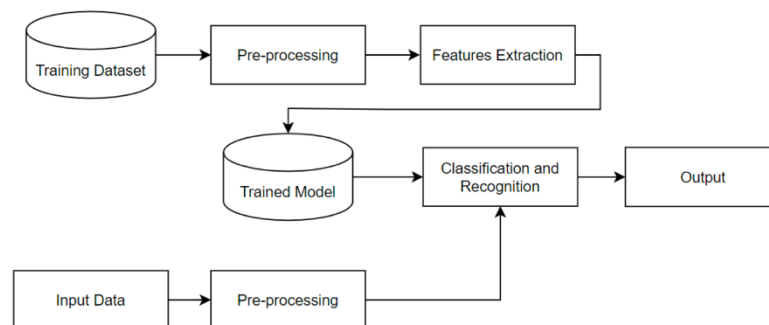 Training Dataset
Pre-processing
Features Extraction
Trained Model
Classification and
Recognition
Output
Input Data
Pre-processing